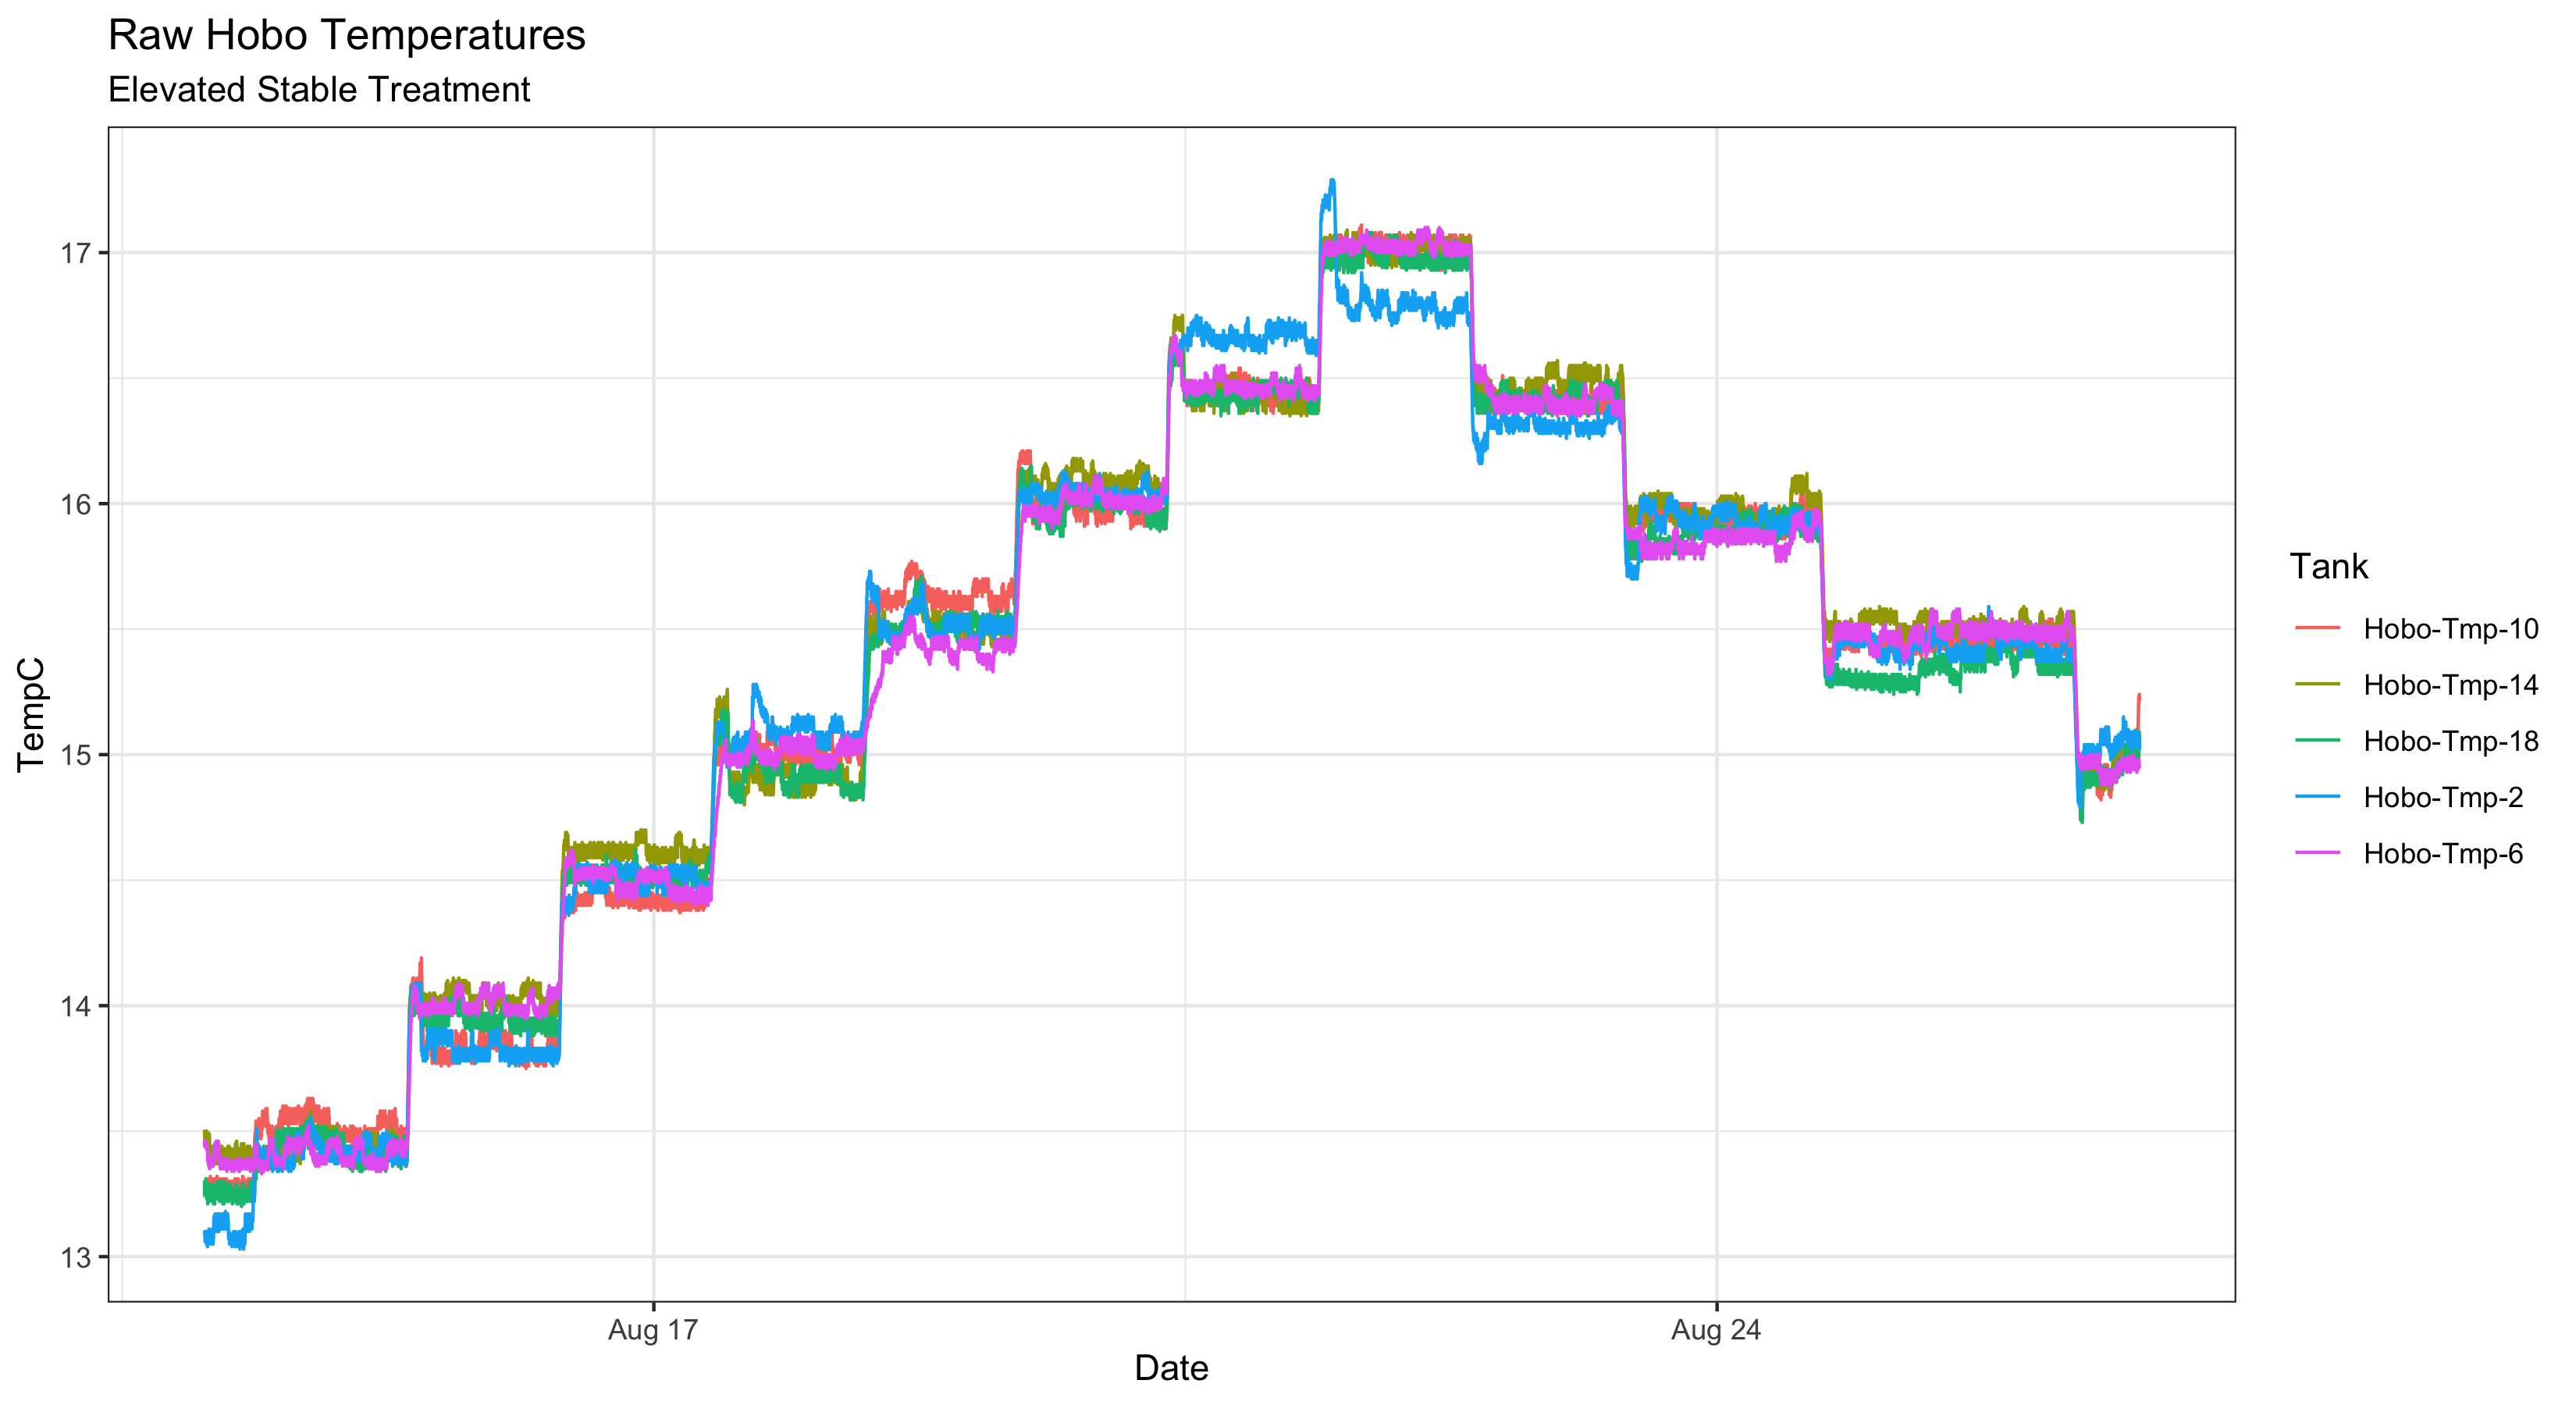 Raw Hobo Temperatures
Elevated Stable Treatment
TempC
17
16
15
14
13
Aug 17
Aug 24
Date
Tank
Hobo-Tmp-10
Hobo-Tmp-14
Hobo-Tmp-18
Hobo-Tmp-2
Hobo-Tmp-6